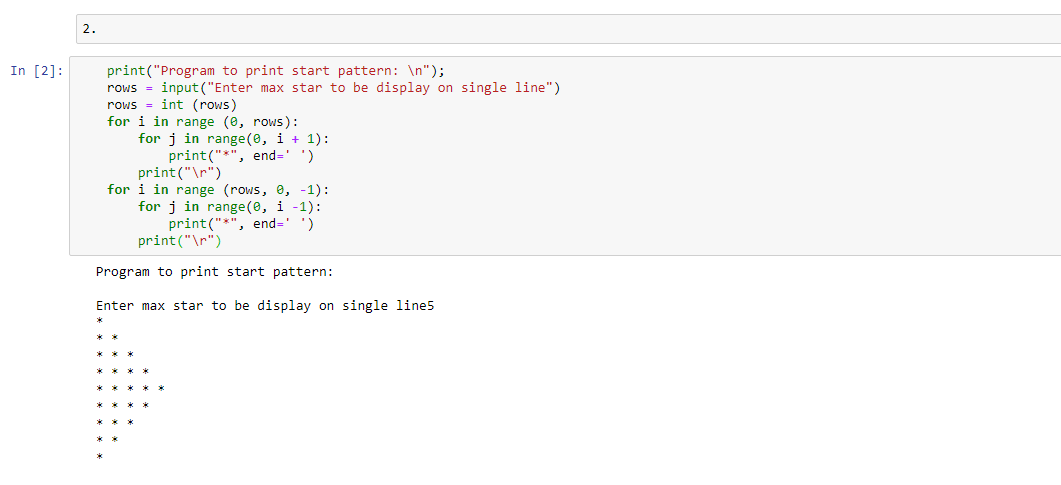 2.
In [2]:
print("Program to print start pattern: \n");
rows = input("Enter max star to be display on single line")
rows = int (rows)
for i in range (0, rows):
    for j in range(0, i + 1):
        print("*", end=' ')
    print("\r")
for i in range (rows, 0, -1):
    for j in range(0, i -1):
        print("*", end=' ')
    print("\r")
Program to print start pattern:
Enter max star to be display on single line5
*
* *
* * *
* * * *
* * * * *
* * * *
* * *
* *
*